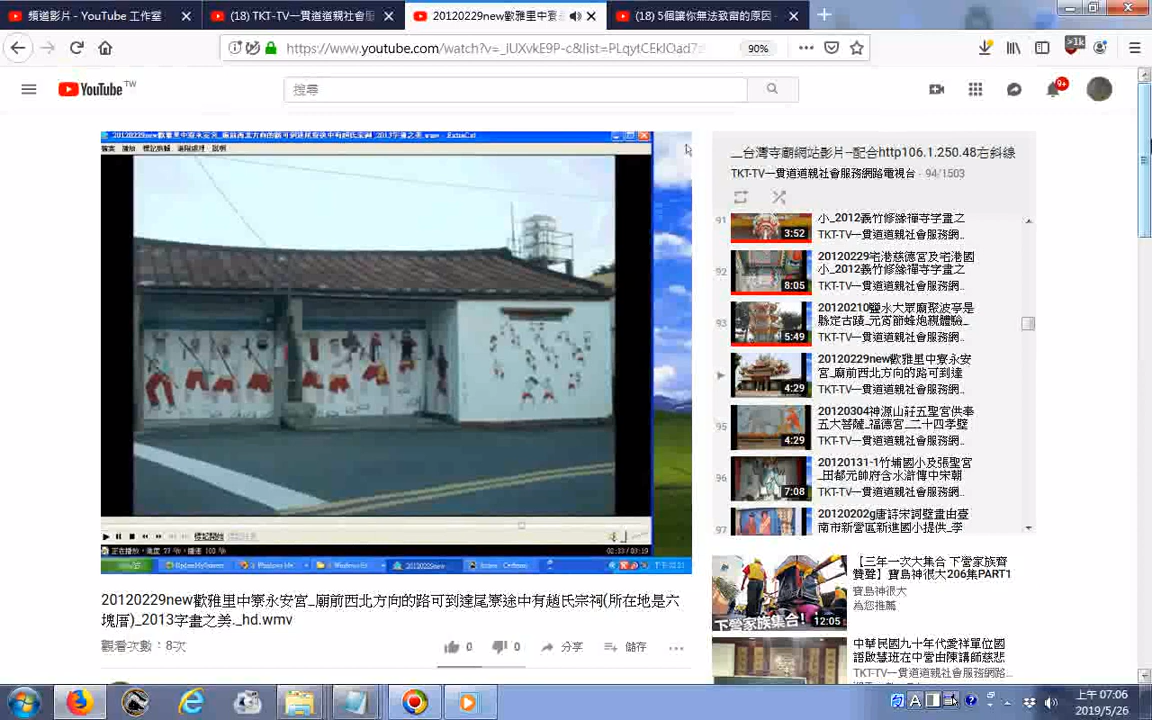 頻道影片 - YouTube 工作室
(18) TKT-TV一貫道道親社會
20120229new歡雅里中寮
(18) 5個讓你無法致富的原因
https://www.youtube.com/watch?v=_IUXvkE9P-c&list=PLqytCEklOad7
90%
YouTube TW
搜尋
9+
正在播放
02:33 / 03:19
二台灣寺廟網站影片--配合http106.1.250.48右斜線
TKT-TV一貫道道親社會服務網路電視台 - 94/1503
91
小_2012義竹修緣禪寺字畫之
TKT-TV一貫道道親社會服務網..
3:52
92
20120229宅港慈德宮及宅港國
小_2012義竹修緣禪寺字畫之
TKT-TV一貫道道親社會服務網..
8:05
93
20120210鹽水大眾廟聚波亭是
縣定古蹟_元宵節蜂炮親體驗_
TKT-TV一貫道道親社會服務網..
5:49
20120229new歡雅里中寮永安
宮_廟前西北方向的路可到達
TKT-TV一貫道道親社會服務網..
4:29
95
20120304神源山莊五聖宮供奉
五大菩薩_福德宮_二十四孝壁
TKT-TV一貫道道親社會服務網..
4:29
96
20120131-1竹埔國小及張聖宮
_田都元帥府含水滸傳中宋朝
TKT-TV一貫道道親社會服務網..
7:08
97
20120202g唐詩宋詞壁畫由臺
南市新營區新進國小提供_李
20120229new歡雅里中寮永安宮_廟前西北方向的路可到達尾寮途中有趙氏宗祠(所在地是六
塊厝)_2013字畫之美._hd.wmv
觀看次數：8次
0
0
分享
儲存
【三年一次大集合 下營家族齊
贊聲】寶島神很大206集PART1
寶島神很大
為您推薦
下營家族集合!
12:05
中華民國九十年代愛祥單位國
語啟慧班在中堂由陳講師慈悲
TKT-TV一貫道道親社會服務網路..
上午 07:06
2019/5/26